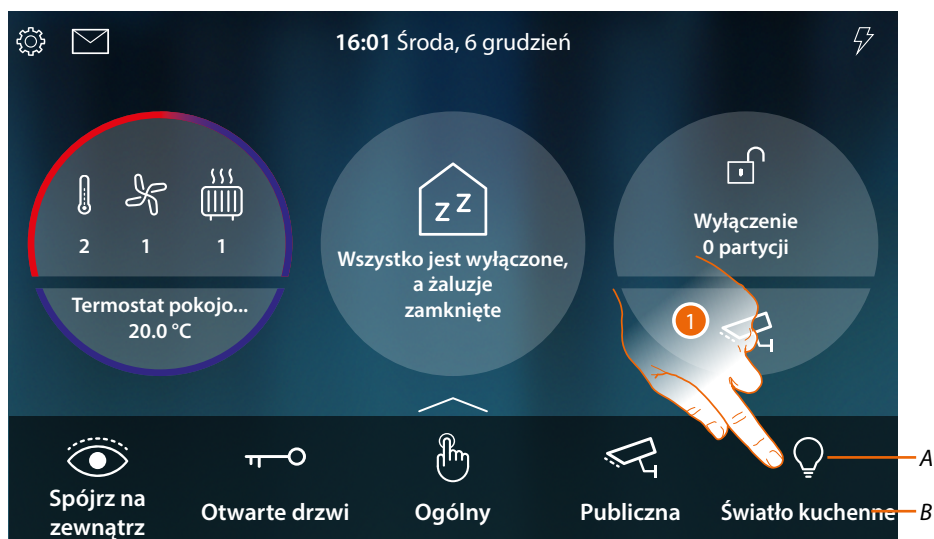 16:01 Środa, 6 grudzień
2 1 1
Termostat pokojo...
20.0 °C
z z
Wszystko jest wyłączone,
a żaluzje
zamknięte
Wyłączenie
0 partycji
1
Spójrz na
zewnątrz
Otwarte drzwi
Ogólny
Publiczna
Światło kuchenne
A
B